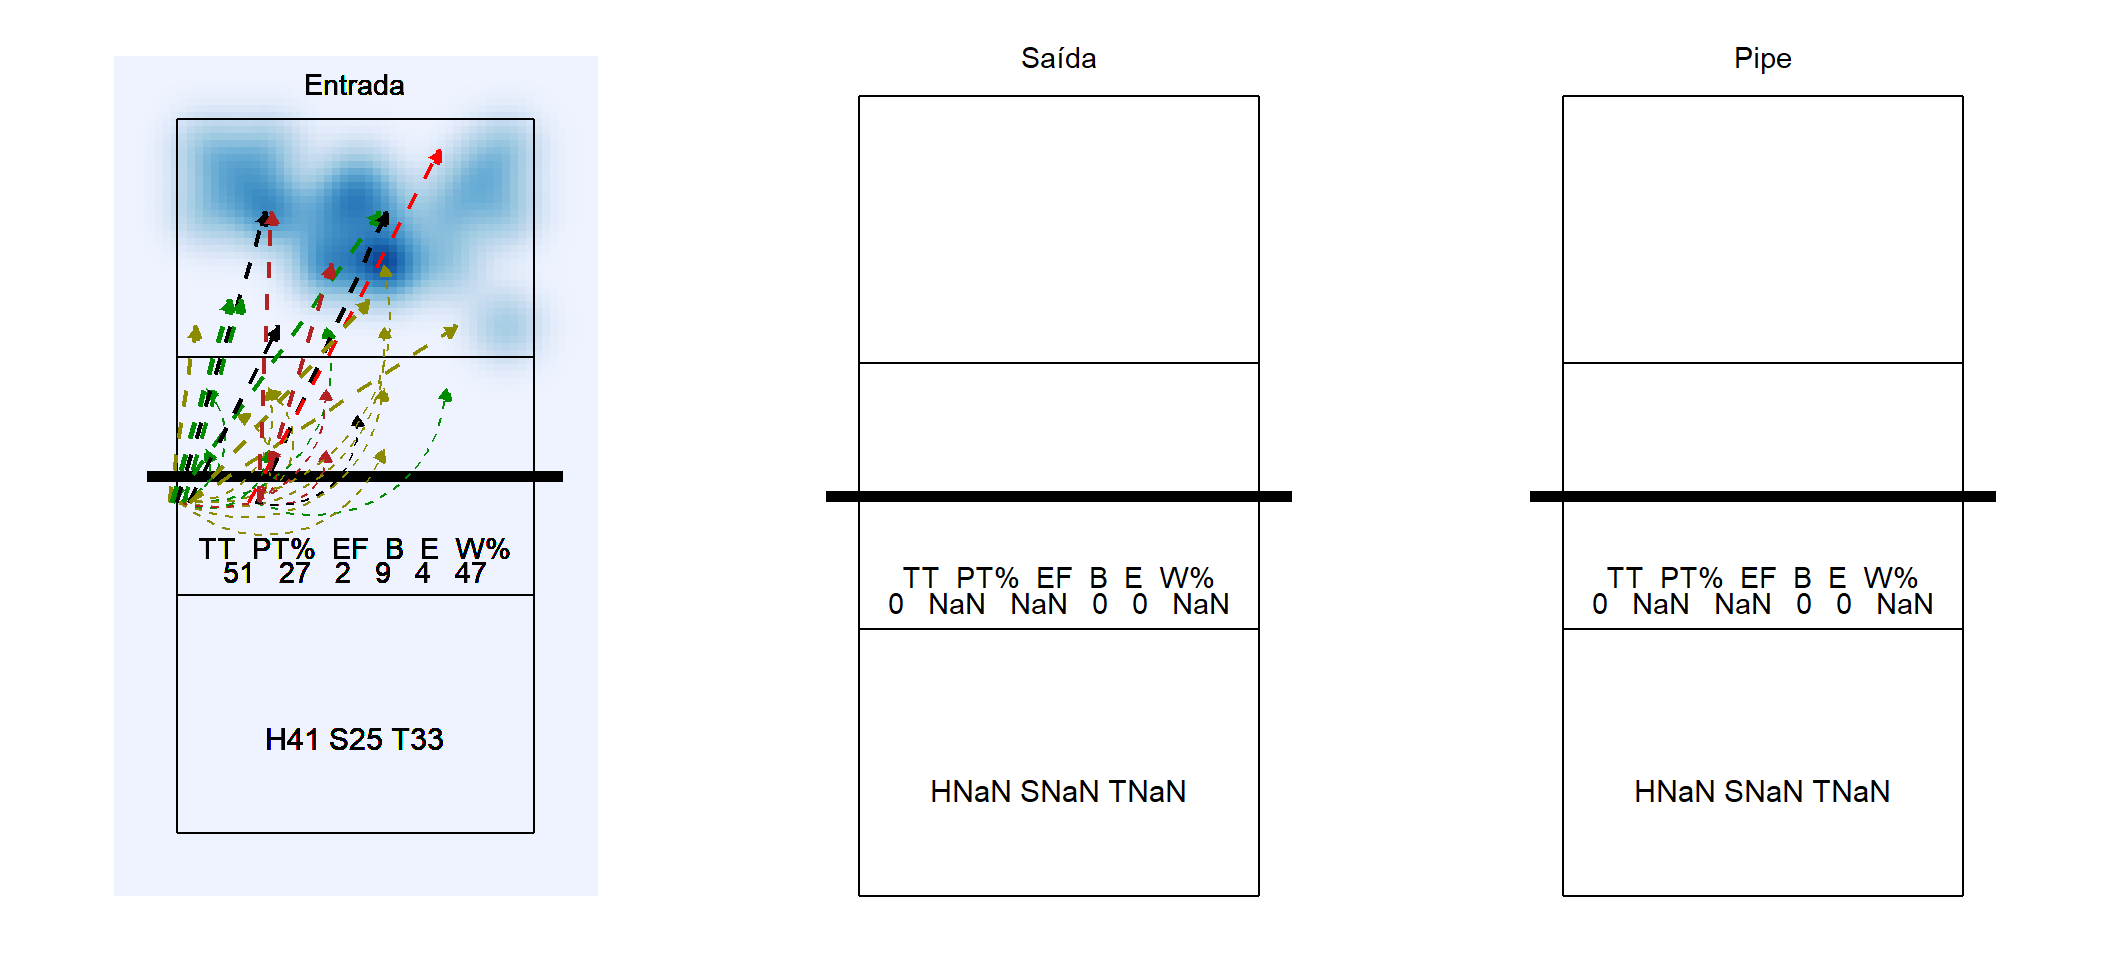 Entrada
TT PT% EF B E W%
51 27 2 9 4 47
H41 S25 T33
Saída
TT PT% EF B E W%
0 NaN NaN 0 0 NaN
HNaN SNaN TNaN
Pipe
TT PT% EF B E W%
0 NaN NaN 0 0 NaN
HNaN SNaN TNaN